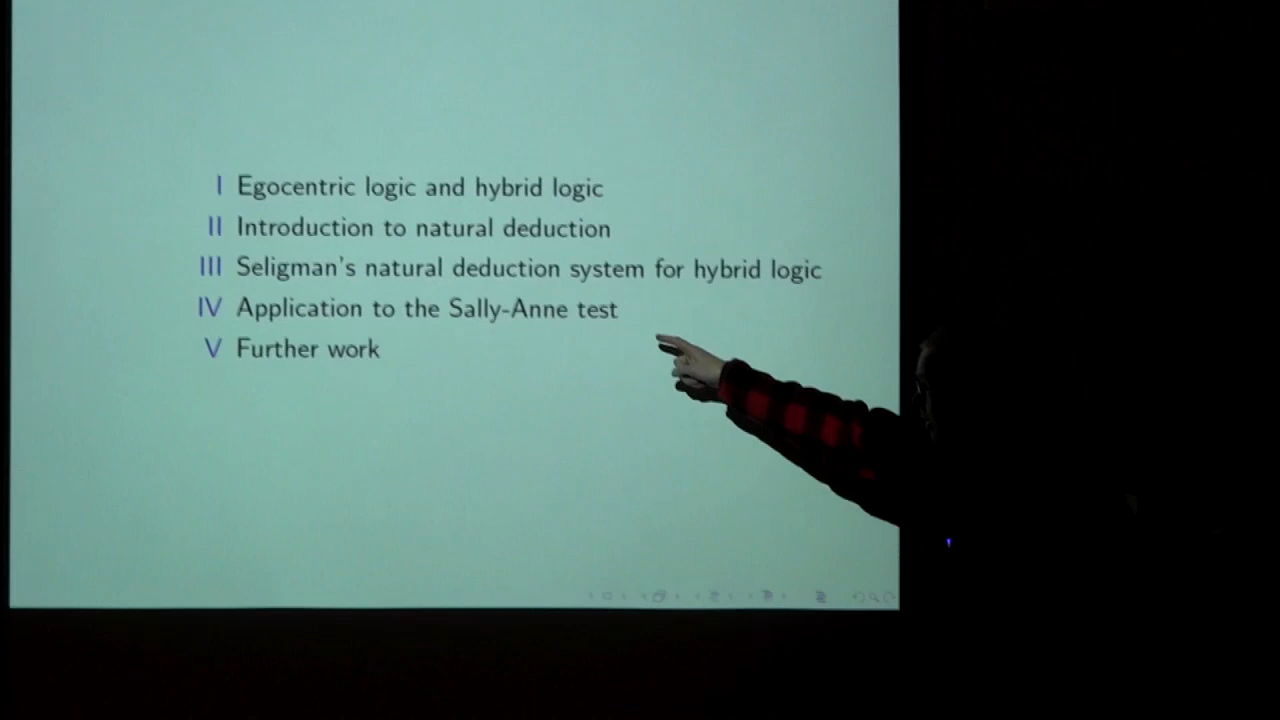 I Egocentric logic and hybrid logic
II Introduction to natural deduction
III Seligman's natural deduction system for hybrid logic
IV Application to the Sally-Anne test
V Further work